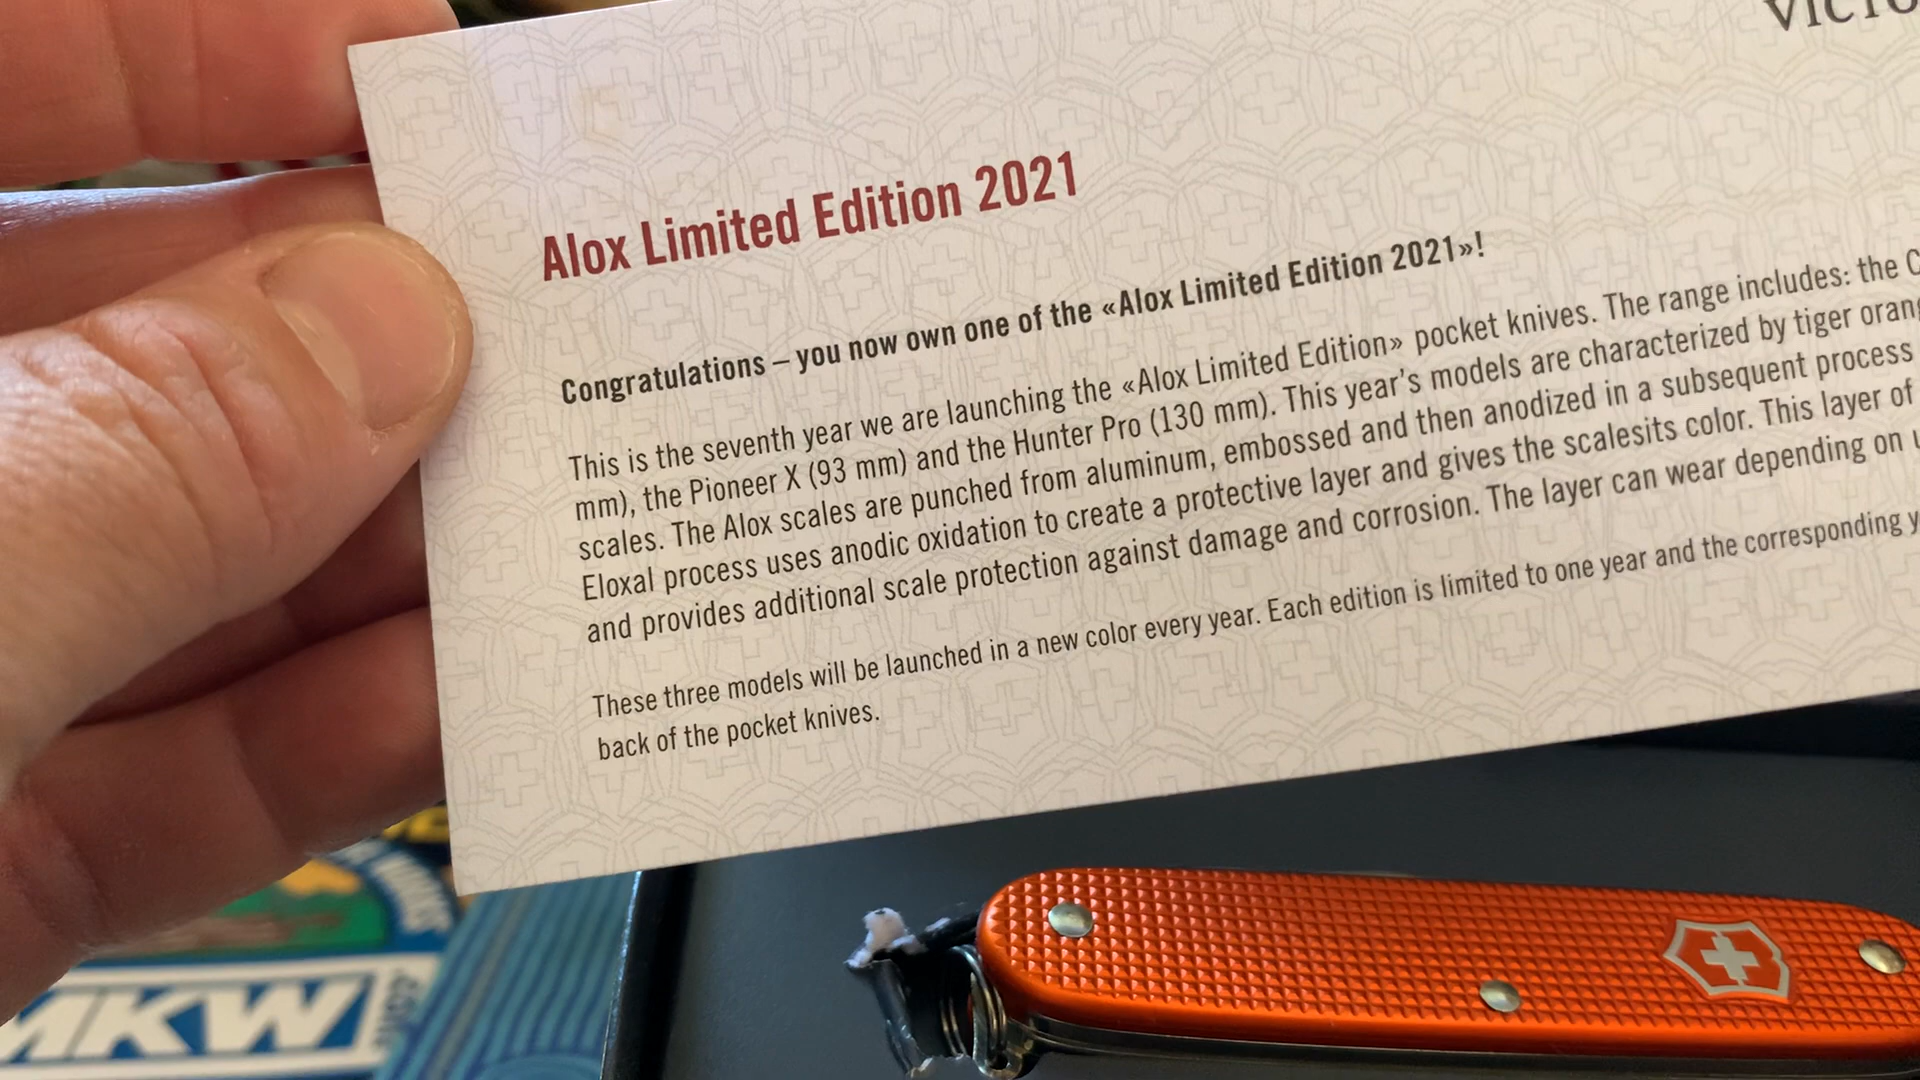 VICTO
Alox Limited Edition 2021
Congratulations – you now own one of the «Alox Limited Edition 2021»!
This is the seventh year we are launching the «Alox Limited Edition» pocket knives. The range includes: the C
mm), the Pioneer X (93 mm) and the Hunter Pro (130 mm). This year’s models are characterized by tiger orang
scales. The Alox scales are punched from aluminum, embossed and then anodized in a subsequent process
Eloxal process uses anodic oxidation to create a protective layer and gives the scalesits color. This layer of
and provides additional scale protection against damage and corrosion. The layer can wear depending on u
These three models will be launched in a new color every year. Each edition is limited to one year and the corresponding y
back of the pocket knives.
MKW